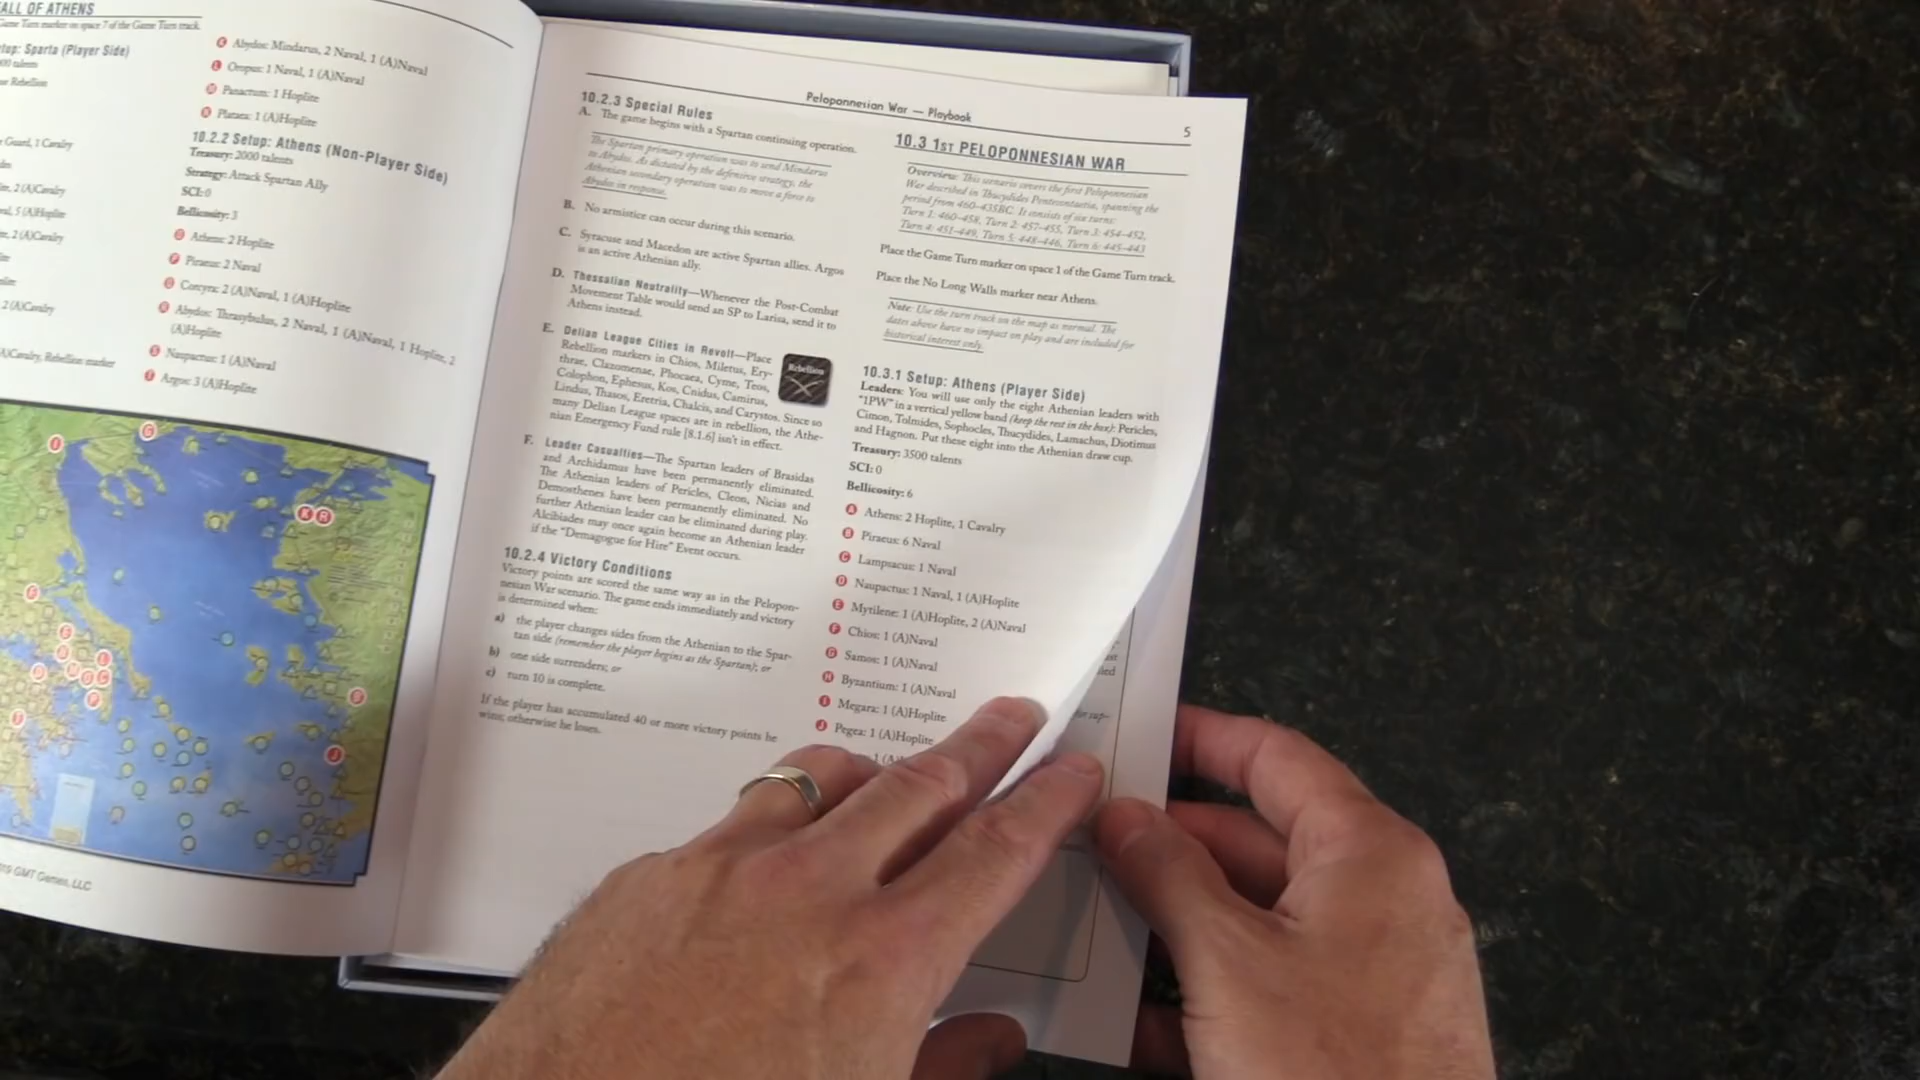 ALL OF ATHENS
Game Turn marker on space 7 of the Game Turn track.
tup: Sparta (Player Side)
00 talents
Rebellion
Guard, 1 Cavalry
2 (A)Cavalry
5 (A)Hoplite
2 (A)Cavalry
2 (A)Cavalry
A)Cavalry, Rebellion marker
K Abydos: Mindarus, 2 Naval, 1 (A)Naval
L Oropus: 1 Naval, 1 (A)Naval
M Panactum: 1 Hoplite
N Plataea: 1 (A)Hoplite
10.2.2 Setup: Athens (Non-Player Side)
Treasury: 2000 talents
Strategy: Attack Spartan Ally
SCI: 0
Bellicosity: 3
Athens: 2 Hoplite
P Piraeus: 2 Naval
Corcyra: 2 (A)Naval, 1 (A)Hoplite
R Abydos: Thrasybulus, 2 Naval, 1 (A)Naval, 1 Hoplite, 2
(A)Hoplite
S Naupactus: 1 (A)Naval
T Argos: 3 (A)Hoplite
GMT Games, LLC
Peloponnesian War — Playbook
5
10.2.3 Special Rules
A. The game begins with a Spartan continuing operation.
The Spartan primary operation was to send Mindarus
to Abydos. As dictated by the defensive strategy, the
Athenian secondary operation was to move a force to
Abydos in response.
B. No armistice can occur during this scenario.
C. Syracuse and Macedon are active Spartan allies. Argos
is an active Athenian ally.
D. Thessalian Neutrality—Whenever the Post-Combat
Movement Table would send an SP to Larisa, send it to
Athens instead.
E. Delian League Cities in Revolt—Place
Rebellion markers in Chios, Miletus, Ery-
thrae, Clazomenae, Phocaea, Cyme, Teos,
Colophon, Ephesus, Kos, Cnidus, Camirus,
Lindus, Thasos, Eretria, Chalcis, and Carystos. Since so
many Delian League spaces are in rebellion, the Athe-
nian Emergency Fund rule [8.1.6] isn't in effect.
Rebellion
F. Leader Casualties—The Spartan leaders of Brasidas
and Archidamus have been permanently eliminated.
The Athenian leaders of Pericles, Cleon, Nicias and
Demosthenes have been permanently eliminated. No
further Athenian leader can be eliminated during play.
Alcibiades may once again become an Athenian leader
if the "Demagogue for Hire" Event occurs.
10.2.4 Victory Conditions
Victory points are scored the same way as in the Pelopon-
nesian War scenario. The game ends immediately and victory
is determined when:
a) the player changes sides from the Athenian to the Spar-
tan side (remember the player begins as the Spartan); or
b) one side surrenders; or
c) turn 10 is complete.
If the player has accumulated 40 or more victory points he
wins; otherwise he loses.
10.3 1ST PELOPONNESIAN WAR
Overview: This scenario covers the first Peloponnesian
War described in Thucydides Pentecontaetia, spanning the
period from 460–435BC. It consists of six turns:
Turn 1: 460–458, Turn 2: 457–455, Turn 3: 454–452,
Turn 4: 451–449, Turn 5: 448–446, Turn 6: 445–443
Place the Game Turn marker on space 1 of the Game Turn track.
Place the No Long Walls marker near Athens.
Note: Use the turn track on the map as normal. The
dates above have no impact on play and are included for
historical interest only.
10.3.1 Setup: Athens (Player Side)
Leaders: You will use only the eight Athenian leaders with
"1PW" in a vertical yellow band (keep the rest in the box): Pericles,
Cimon, Tolmides, Sophocles, Thucydides, Lamachus, Diotimus
and Hagnon. Put these eight into the Athenian draw cup.
Treasury: 3500 talents
SCI: 0
Bellicosity: 6
A Athens: 2 Hoplite, 1 Cavalry
B Piraeus: 6 Naval
C Lampsacus: 1 Naval
D Naupactus: 1 Naval, 1 (A)Hoplite
E Mytilene: 1 (A)Hoplite, 2 (A)Naval
F Chios: 1 (A)Naval
G Samos: 1 (A)Naval
H Byzantium: 1 (A)Naval
I Megara: 1 (A)Hoplite
J Pegea: 1 (A)Hoplite